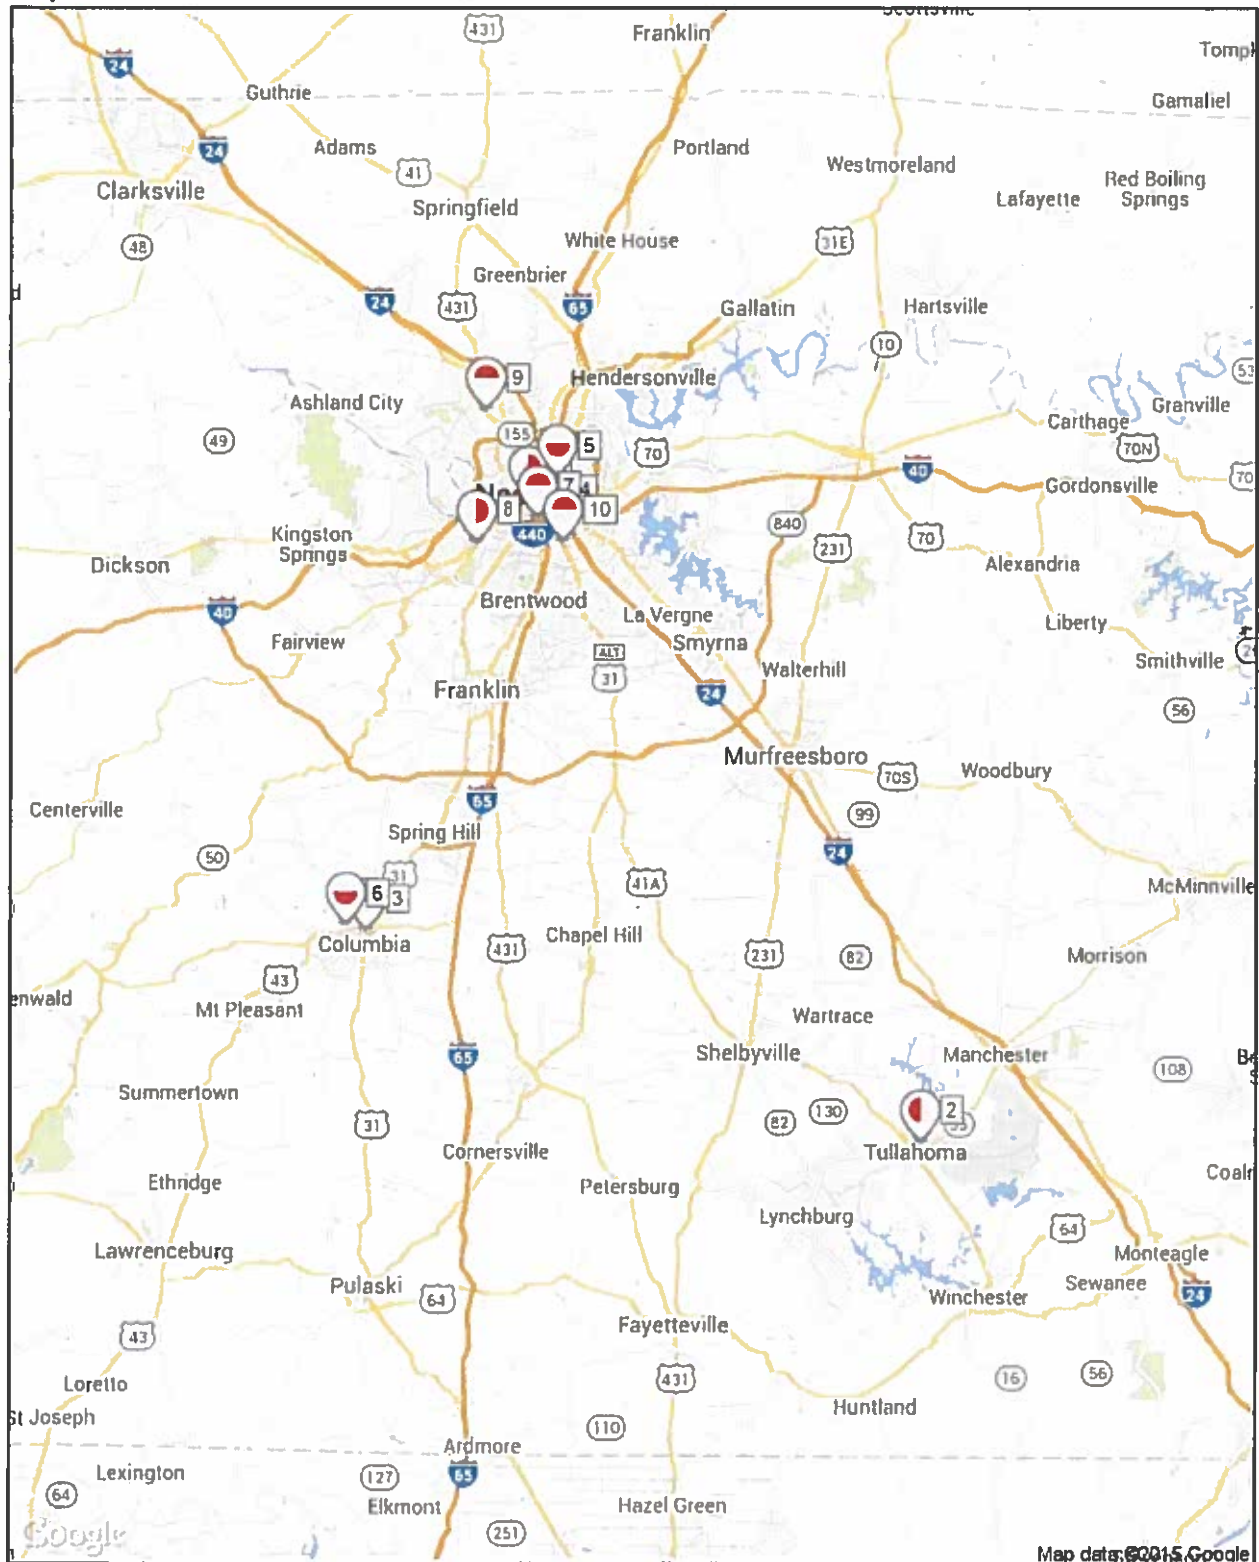 431
Franklin
24
Guthrie
Gamaliel
Adams
Portland
24
41
Westmoreland
Clarksville
Red Boiling
Springs
Lafayette
Springfield
48
White House
31E
Greenbrier
24
431
65
Gallatin
Hartsville
10
53
9
Hendersonville
Ashland City
Granville
Carthage
155
49
5
70
70N
40
70
7
4
Gordonsville
8
10
840
Kingston
Springs
440
231
70
Dickson
Alexandria
Brentwood
40
La Vergne
Liberty
Fairview
Smyrna
ALT
31
Walterhill
Smithville
Franklin
24
56
Murfreesboro
70S
Woodbury
65
Centerville
99
Spring Hill
50
24
31
41A
McMinnville
6
3
Columbia
431
Chapel Hill
231
82
Morrison
43
enwald
Mt Pleasant
Wartrace
65
Shelbyville
Manchester
108
Summertown
2
31
82
130
Cornersville
Tullahoma
Ethridge
Petersburg
Lynchburg
64
Lawrenceburg
Monteagle
Pulaski
64
Sewanee
Winchester
24
43
Fayetteville
Loretto
431
16
56
St Joseph
Huntland
110
Ardmore
Lexington
127
65
64
Elkmont
Hazel Green
Google
251
Map data ©2015 Google